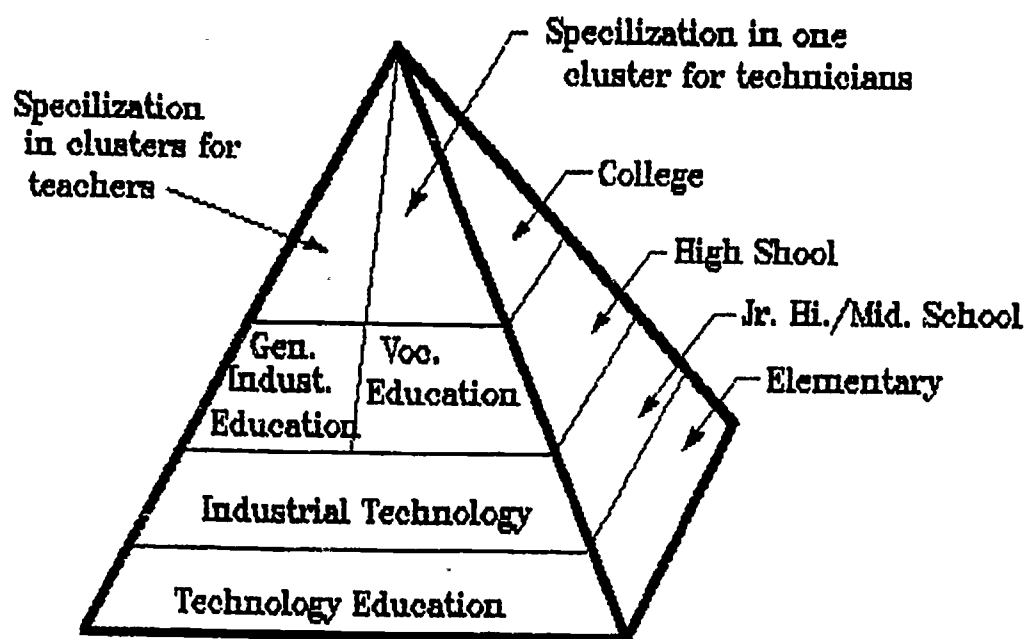 Specilization in one
cluster for technicians
Specilization
in clusters for
teachers
College
High Shool
Jr. Hi./Mid. School
Elementary
Gen.
Indust.
Education
Voc.
Education
Industrial Technology
Technology Education